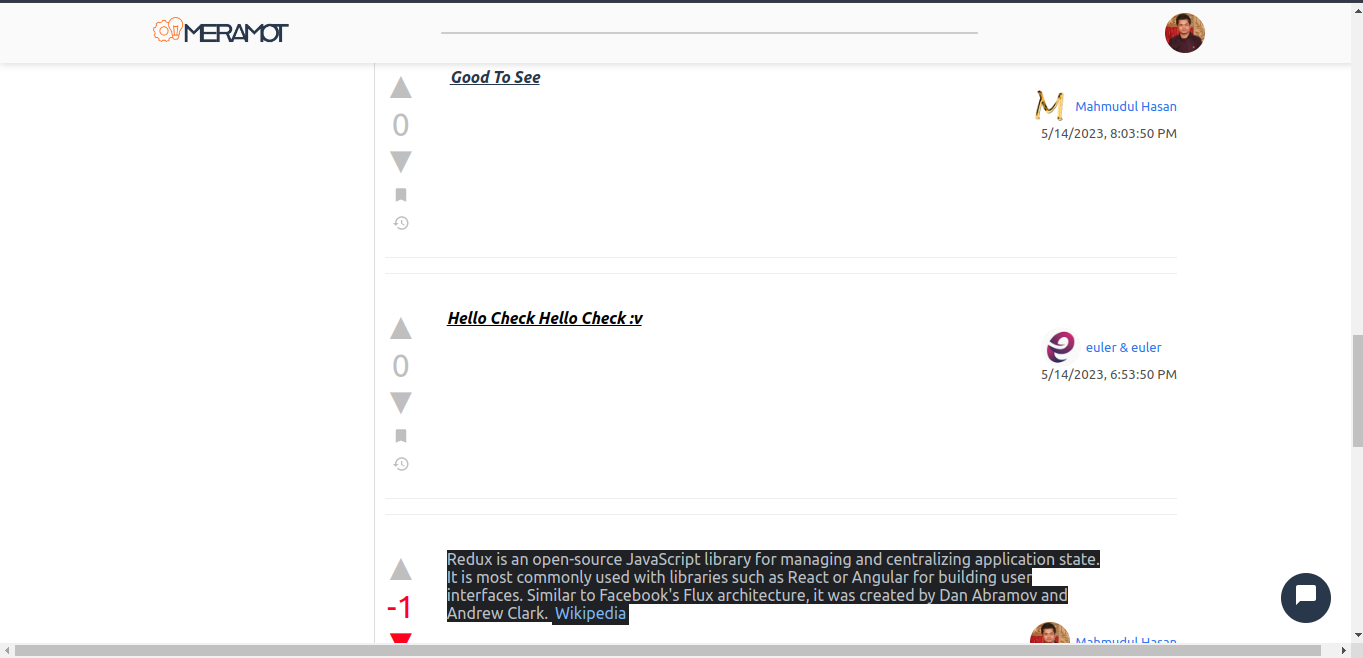 MERAMOT
Good To See
Mahmudul Hasan
5/14/2023, 8:03:50 PM
0
Hello Check Hello Check :v
euler & euler
5/14/2023, 6:53:50 PM
0
Redux is an open-source JavaScript library for managing and centralizing application state.
It is most commonly used with libraries such as React or Angular for building user
interfaces. Similar to Facebook's Flux architecture, it was created by Dan Abramov and
Andrew Clark. Wikipedia
-1
Mahmudul Hasan